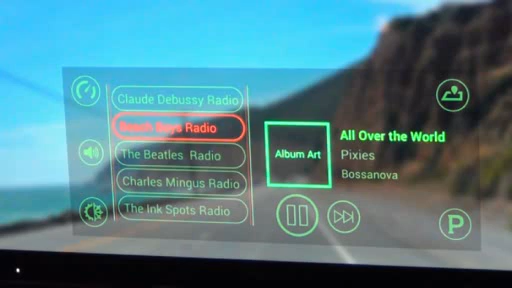 Claude Debussy Radio
Beach Boys Radio
The Beatles Radio
Charles Mingus Radio
The Ink Spots Radio
Album Art
All Over the World
Pixies
Bossanova
P